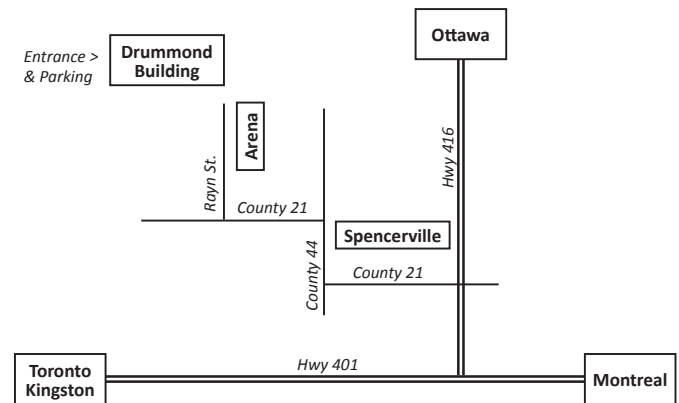 Ottawa
Entrance >
& Parking
Drummond
Building
Arena
Rayn St.
Hwy 416
County 21
Spencerville
County 44
County 21
Hwy 401
Toronto
Kingston
Montreal